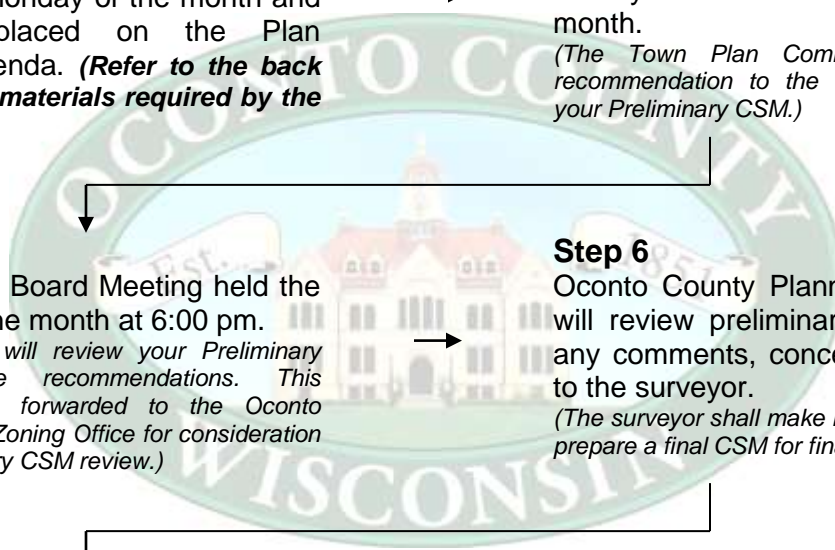 Monday of the month and
placed on the Plan
enda. (Refer to the back
materials required by the
month.
(The Town Plan Com
recommendation to the
your Preliminary CSM.)
OCONTO COUNTY
Est. 1851
Board Meeting held the
he month at 6:00 pm.
will review your Preliminary
e recommendations. This
forwarded to the Oconto
Zoning Office for consideration
ry CSM review.)
Step 6
Oconto County Plann
will review preliminar
any comments, conce
to the surveyor.
(The surveyor shall make
prepare a final CSM for fina
WISCONSIN